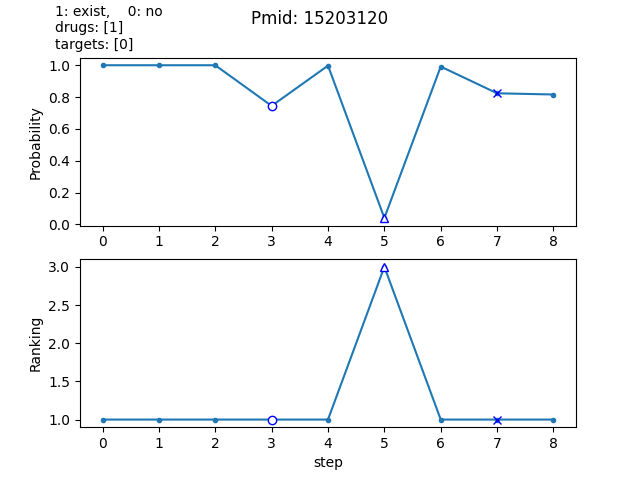 1: exist,    0: no
drugs: [1]
targets: [0]
Pmid: 15203120
Probability
1.0
0.8
0.6
0.4
0.2
0.0
0 1 2 3 4 5 6 7 8
Ranking
3.0
2.5
2.0
1.5
1.0
0 1 2 3 4 5 6 7 8
step